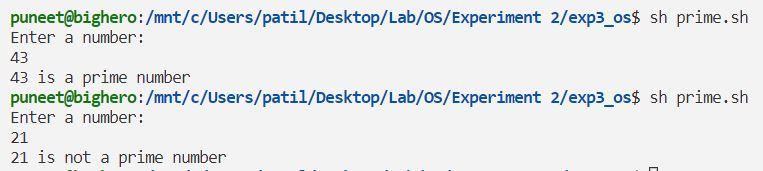 puneet@bighero:/mnt/c/Users/patil/Desktop/Lab/OS/Experiment 2/exp3_os$ sh prime.sh
Enter a number:
43
43 is a prime number
puneet@bighero:/mnt/c/Users/patil/Desktop/Lab/OS/Experiment 2/exp3_os$ sh prime.sh
Enter a number:
21
21 is not a prime number